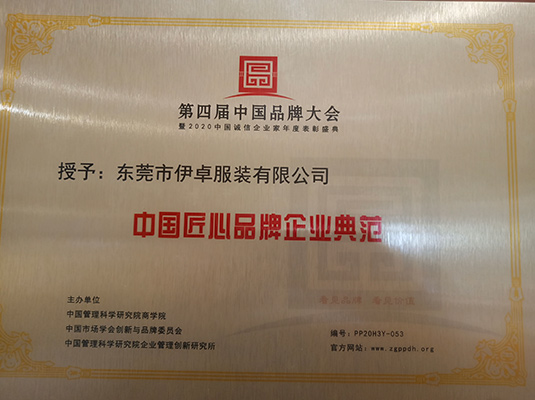 第四届中国品牌大会
暨2020中国诚信企业家年度表彰盛典
授予：东莞市伊卓服装有限公司
中国匠心品牌企业典范
主办单位
中国管理科学研究院商学院
中国市场学会创新与品牌委员会
中国管理科学研究院企业管理创新研究所
编号：PP20H3Y-053
官方网站：www.zgppdh.org